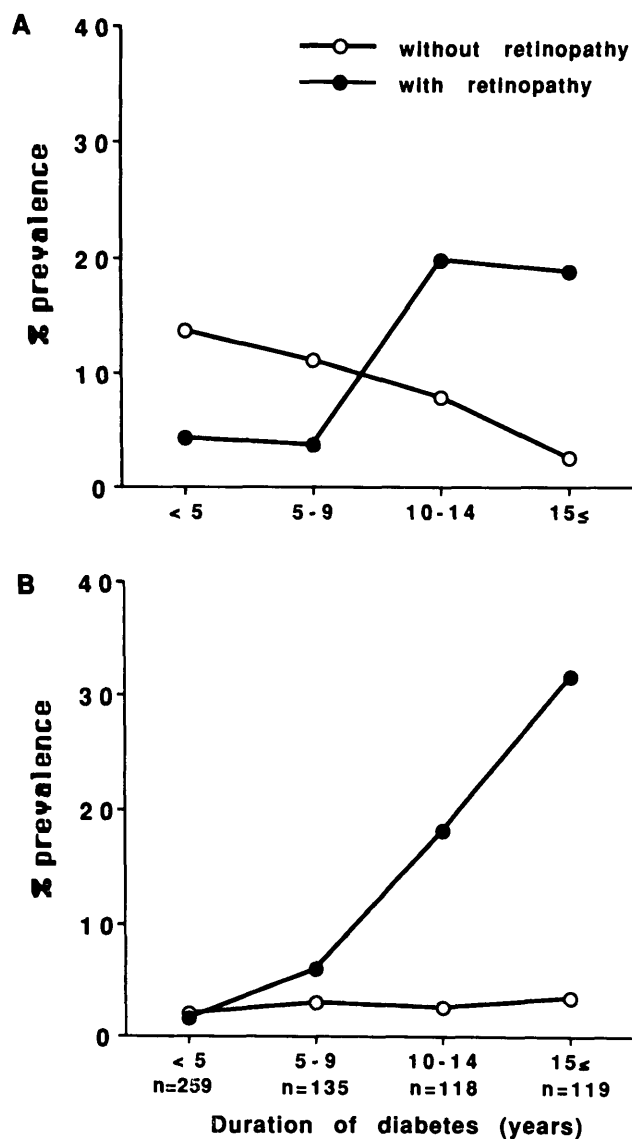 A
40
30
20
10
0
% prevalence
without retinopathy
with retinopathy
< 5 5-9 10-14 15≤
B
40
30
20
10
0
% prevalence
< 5 5-9 10-14 15≤
n=259 n=135 n=118 n=119
Duration of diabetes (years)